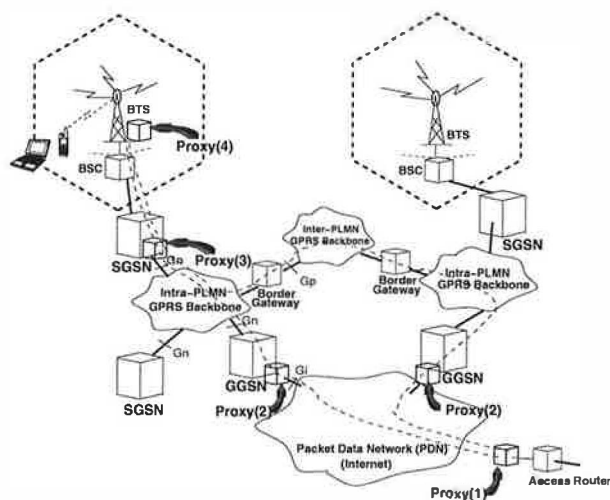 BTS
Proxy(4)
BSC
BTS
BSC
SGSN
Proxy(3)
SGSN
Gn
Inter-PLMN
GPRS Backbone
Gp
Border
Gateway
Border
Gateway
Intra-PLMN
GPRS Backbone
Intra-PLMN
GPRS Backbone
Gn
Gn
SGSN
GGSN
Gi
Proxy(2)
GGSN
Proxy(2)
Packet Data Network (PDN)
(Internet)
Proxy(1)
Access Router